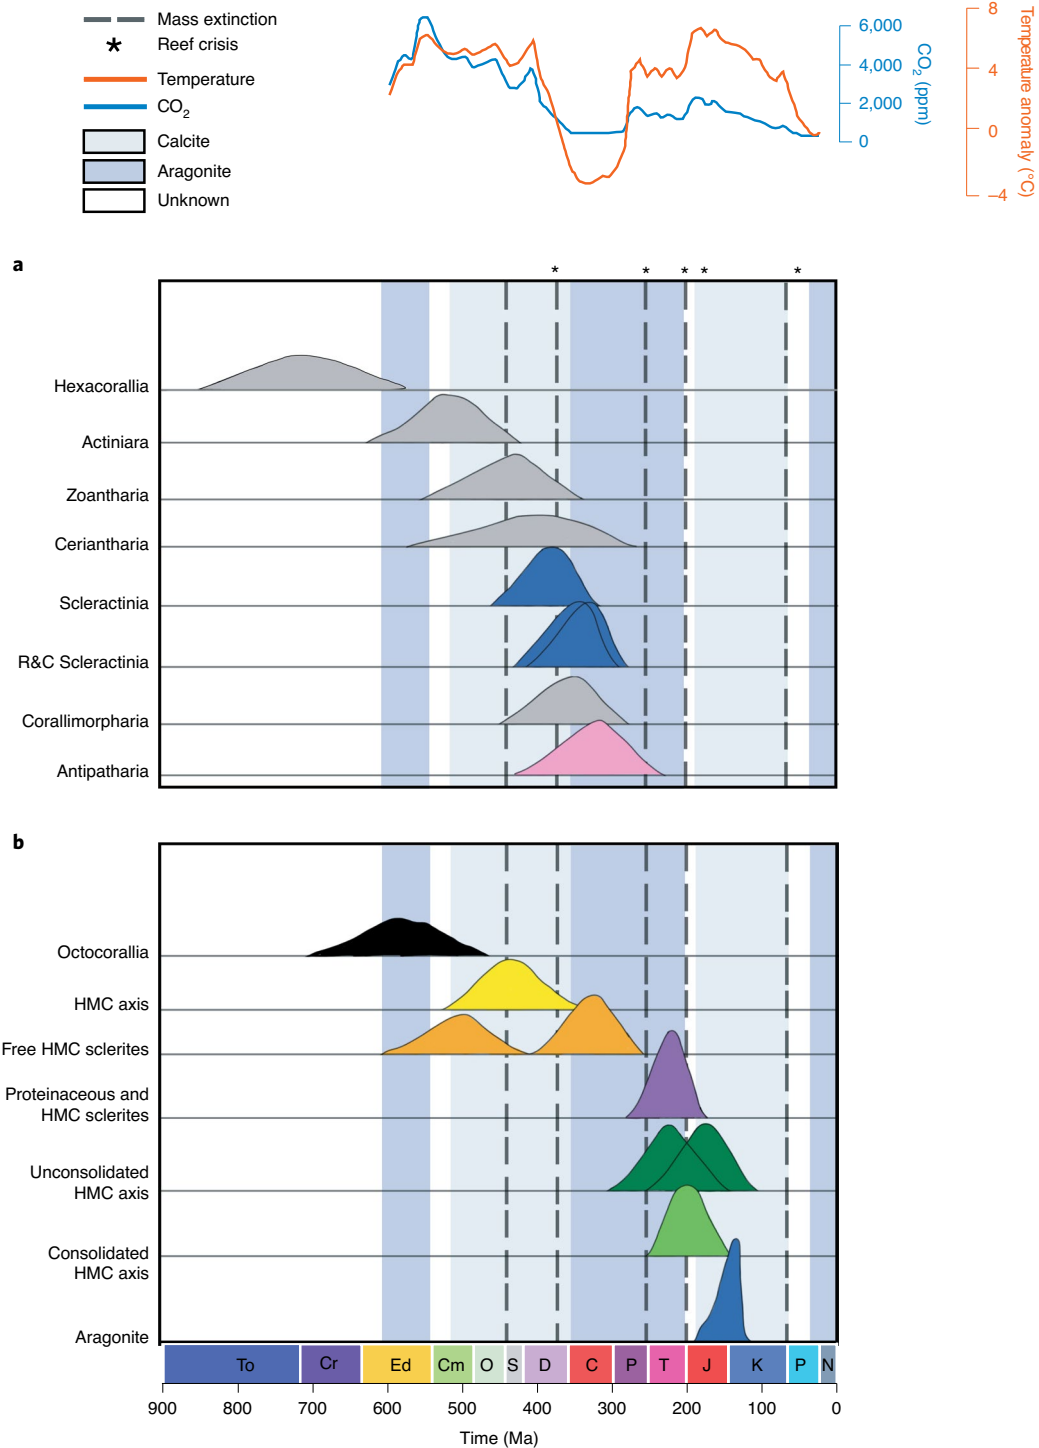 Mass extinction
* Reef crisis
Temperature
CO2
Calcite
Aragonite
Unknown
6,000
4,000
2,000
0
CO2 (ppm)
8
4
0
–4
Temperature anomaly (°C)
a
* * * * *
Hexacorallia
Actiniara
Zoantharia
Ceriantharia
Scleractinia
R&C Scleractinia
Corallimorpharia
Antipatharia
b
Octocorallia
HMC axis
Free HMC sclerites
Proteinaceous and
HMC sclerites
Unconsolidated
HMC axis
Consolidated
HMC axis
Aragonite
To Cr Ed Cm O S D C P T J K P N
900 800 700 600 500 400 300 200 100 0
Time (Ma)